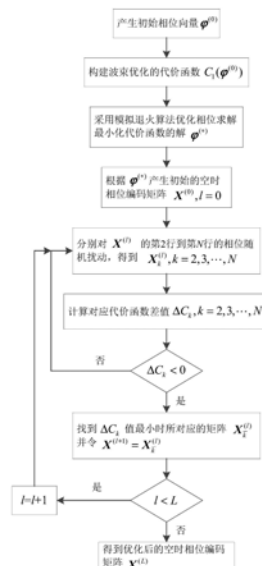 产生初始相位向量 φ⁽⁰⁾
构建波束优化的代价函数 C₁(φ⁽⁰⁾)
采用模拟退火算法优化相位求解
最小化代价函数的解 φ⁽*⁾
根据 φ⁽*⁾ 产生初始的空时
相位编码矩阵 X⁽⁰⁾, l = 0
分别对 X⁽ˡ⁾ 的第2行到第N行的相位随
机扰动，得到 Xₖ⁽ˡ⁾, k = 2,3,⋯,N
计算对应代价函数差值 ΔCₖ, k = 2,3,⋯,N
否
ΔCₖ < 0
是
找到 ΔCₖ 值最小时所对应的矩阵 Xₖ⁽ˡ⁾
并令 X⁽ˡ⁺¹⁾ = Xₖ⁽ˡ⁾
是
l=l+1
l < L
否
得到优化后的空时相位编码
矩阵 X⁽ᴸ⁾